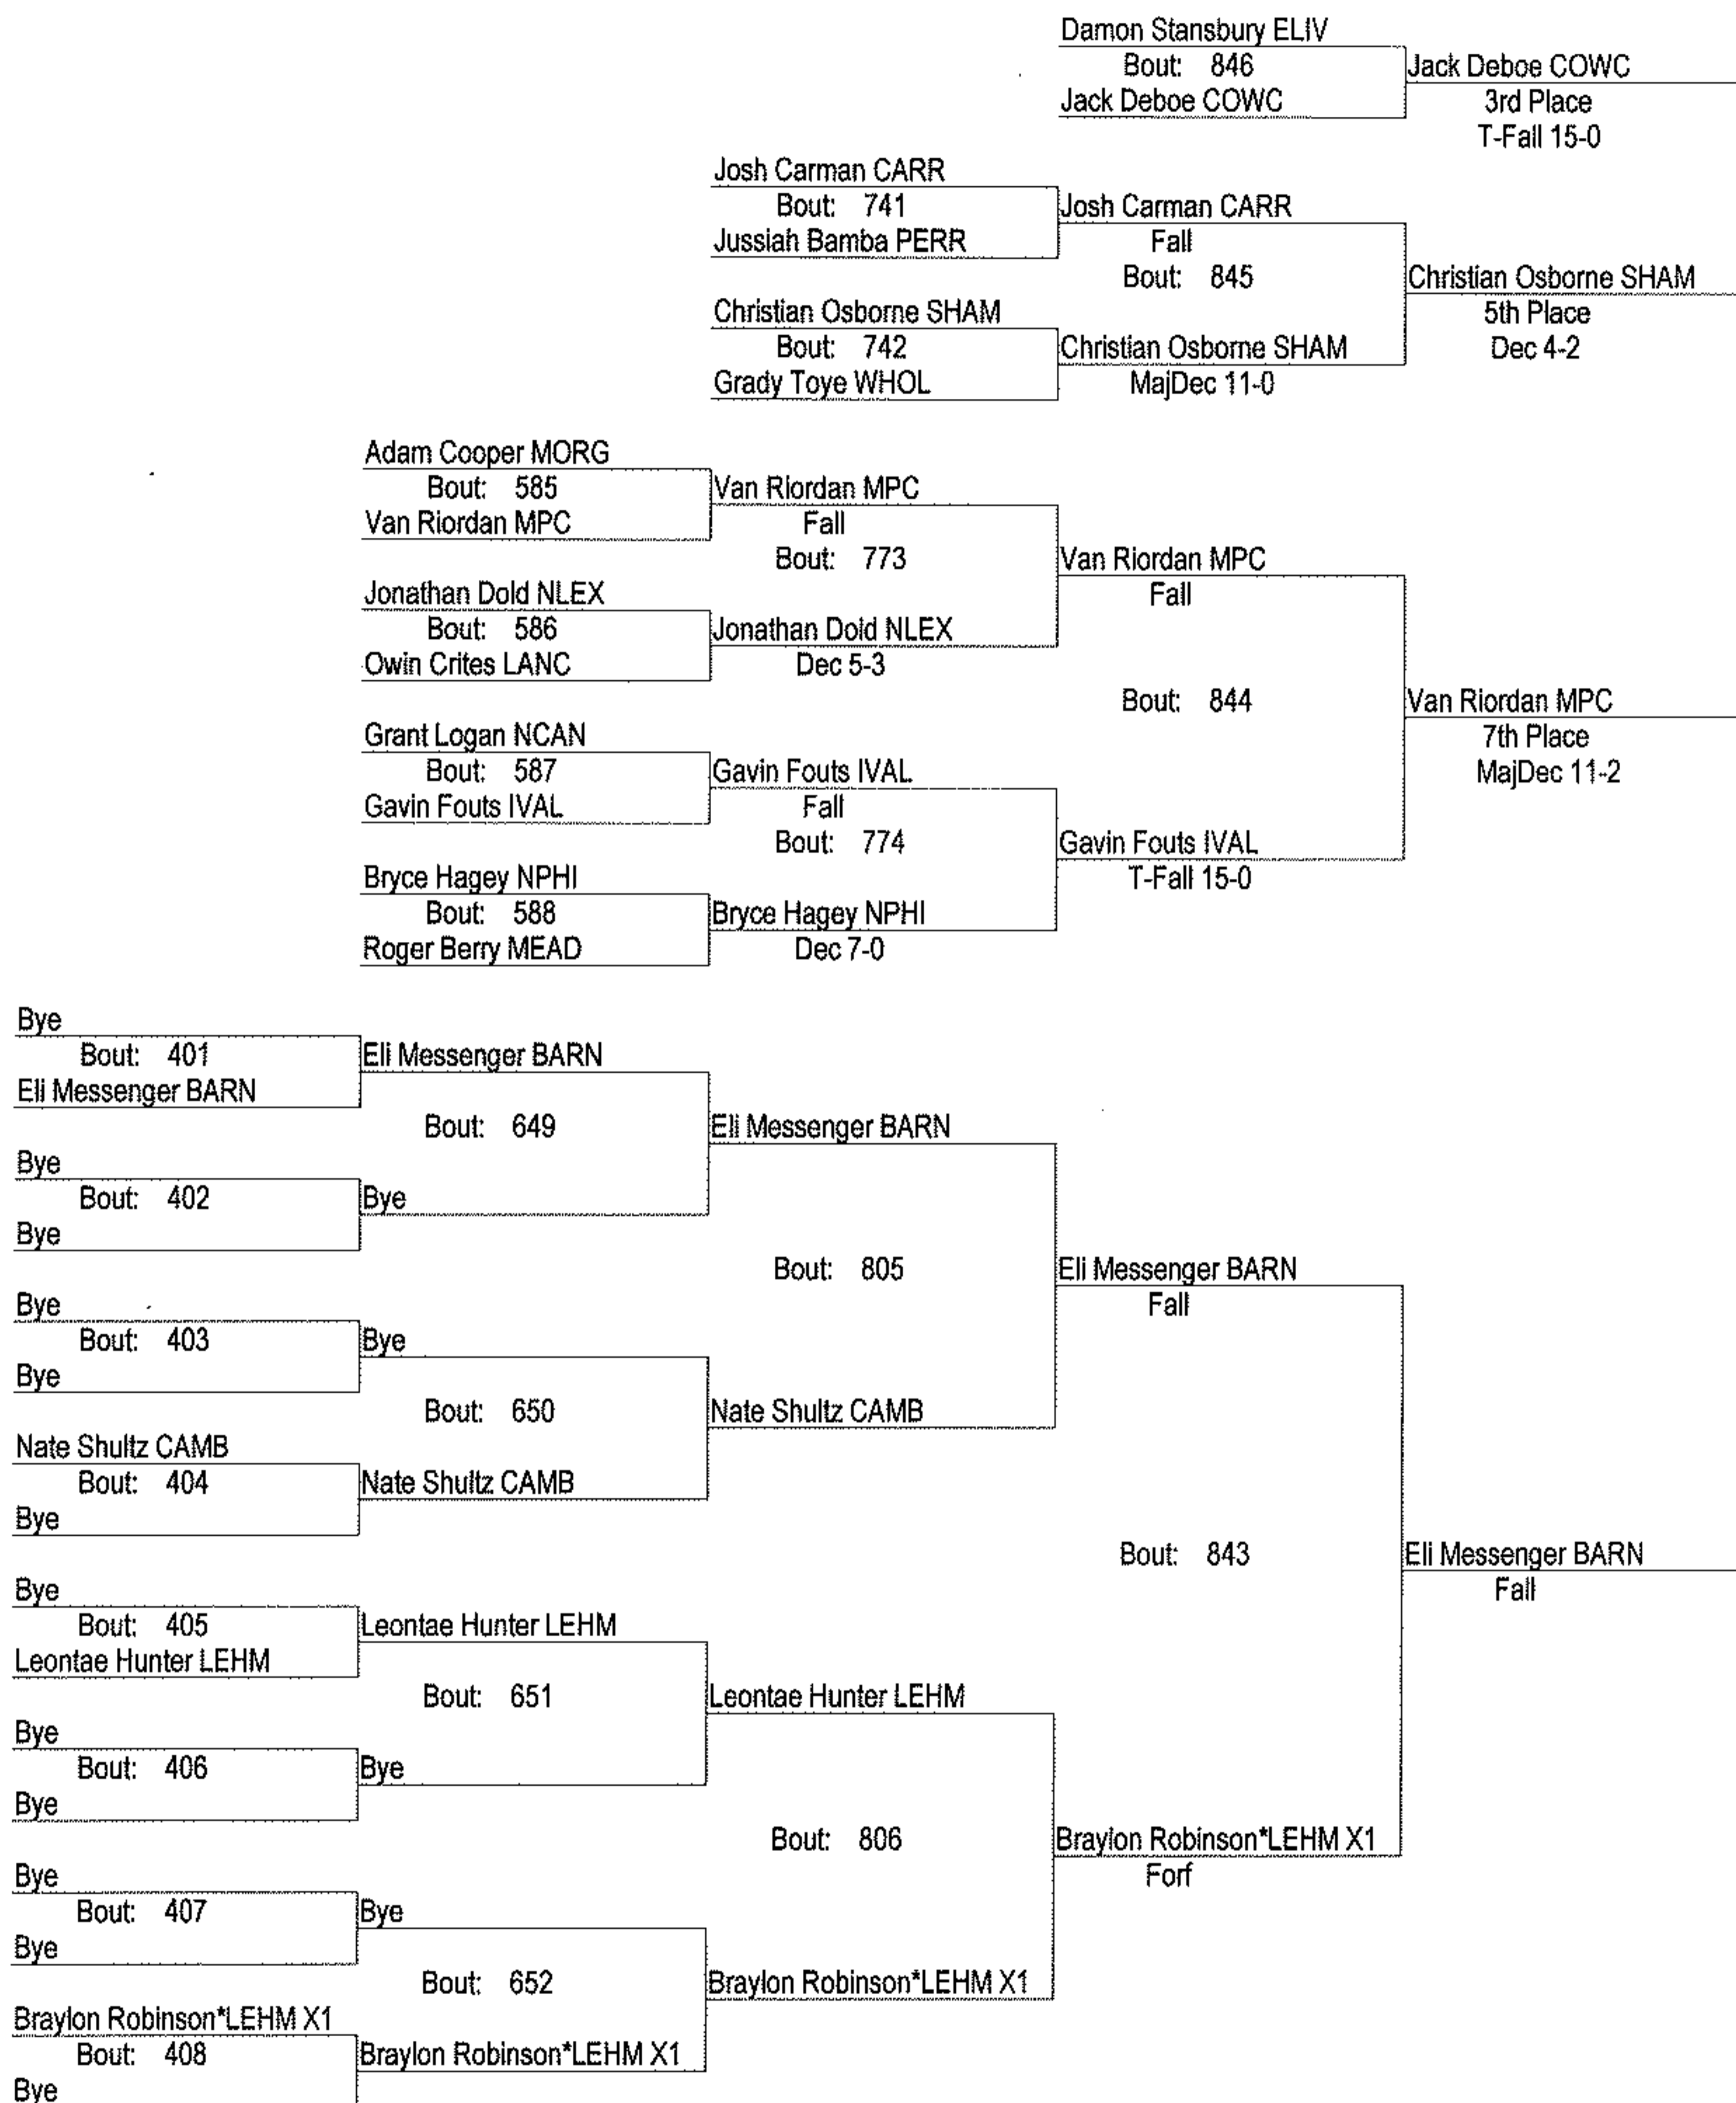 Damon Stansbury ELIV
Bout: 846
Jack Deboe COWC
Jack Deboe COWC
3rd Place
T-Fall 15-0
Josh Carman CARR
Bout: 741
Jussiah Bamba PERR
Josh Carman CARR
Fall
Bout: 845
Christian Osborne SHAM
5th Place
Dec 4-2
Christian Osborne SHAM
Bout: 742
Grady Toye WHOL
Christian Osborne SHAM
MajDec 11-0
Adam Cooper MORG
Bout: 585
Van Riordan MPC
Van Riordan MPC
Fall
Bout: 773
Van Riordan MPC
Fall
Jonathan Dold NLEX
Bout: 586
Owin Crites LANC
Jonathan Dold NLEX
Dec 5-3
Bout: 844
Van Riordan MPC
7th Place
MajDec 11-2
Grant Logan NCAN
Bout: 587
Gavin Fouts IVAL
Gavin Fouts IVAL
Fall
Bout: 774
Gavin Fouts IVAL
T-Fall 15-0
Bryce Hagey NPHI
Bout: 588
Roger Berry MEAD
Bryce Hagey NPHI
Dec 7-0
Bye
Bout: 401
Eli Messenger BARN
Eli Messenger BARN
Bout: 649
Eli Messenger BARN
Bye
Bout: 402
Bye
Bye
Bout: 805
Eli Messenger BARN
Fall
Bye
Bout: 403
Bye
Bye
Bout: 650
Nate Shultz CAMB
Nate Shultz CAMB
Bout: 404
Bye
Nate Shultz CAMB
Bout: 843
Eli Messenger BARN
Fall
Bye
Bout: 405
Leontae Hunter LEHM
Leontae Hunter LEHM
Bout: 651
Leontae Hunter LEHM
Bye
Bout: 406
Bye
Bye
Bout: 806
Braylon Robinson*LEHM X1
Forf
Bye
Bout: 407
Bye
Bye
Bout: 652
Braylon Robinson*LEHM X1
Braylon Robinson*LEHM X1
Bout: 408
Bye
Braylon Robinson*LEHM X1